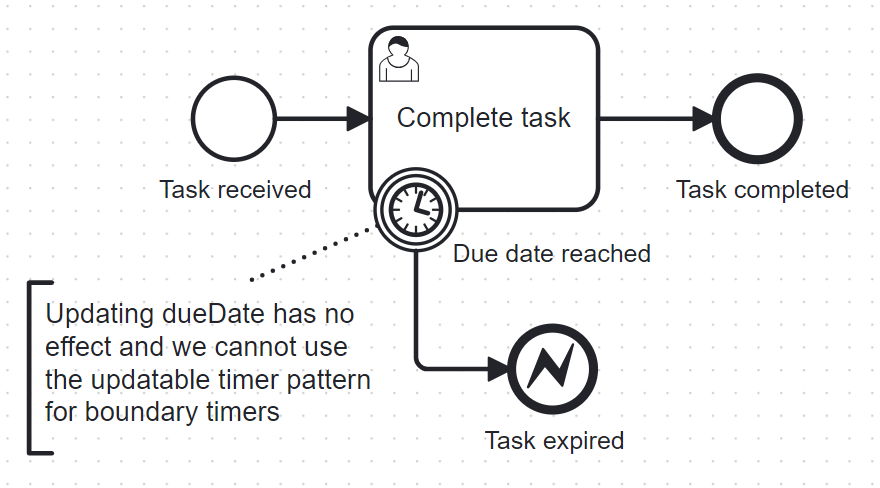 Complete task
Task received
Task completed
Due date reached
Updating dueDate has no
effect and we cannot use
the updatable timer pattern
for boundary timers
Task expired